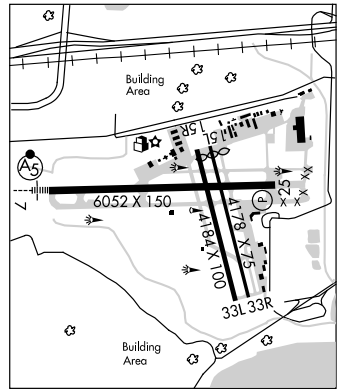 Building
Area
15R
15L
A5
25
6052 X 150
P
7
4184 X 100
4178 X 75
33L 33R
Building
Area